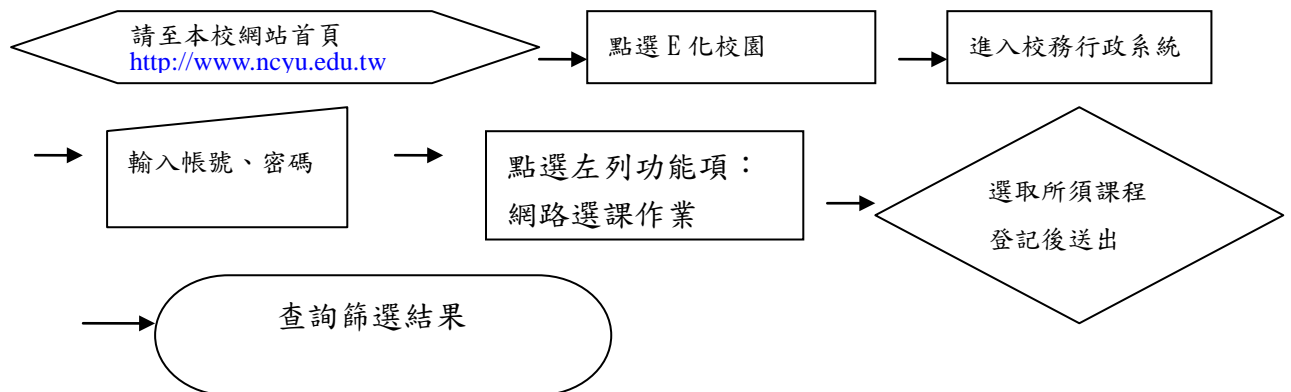 請至本校網站首頁
http://www.ncyu.edu.tw
點選E化校園
進入校務行政系統
輸入帳號、密碼
點選左列功能項：
網路選課作業
選取所須課程
登記後送出
查詢篩選結果